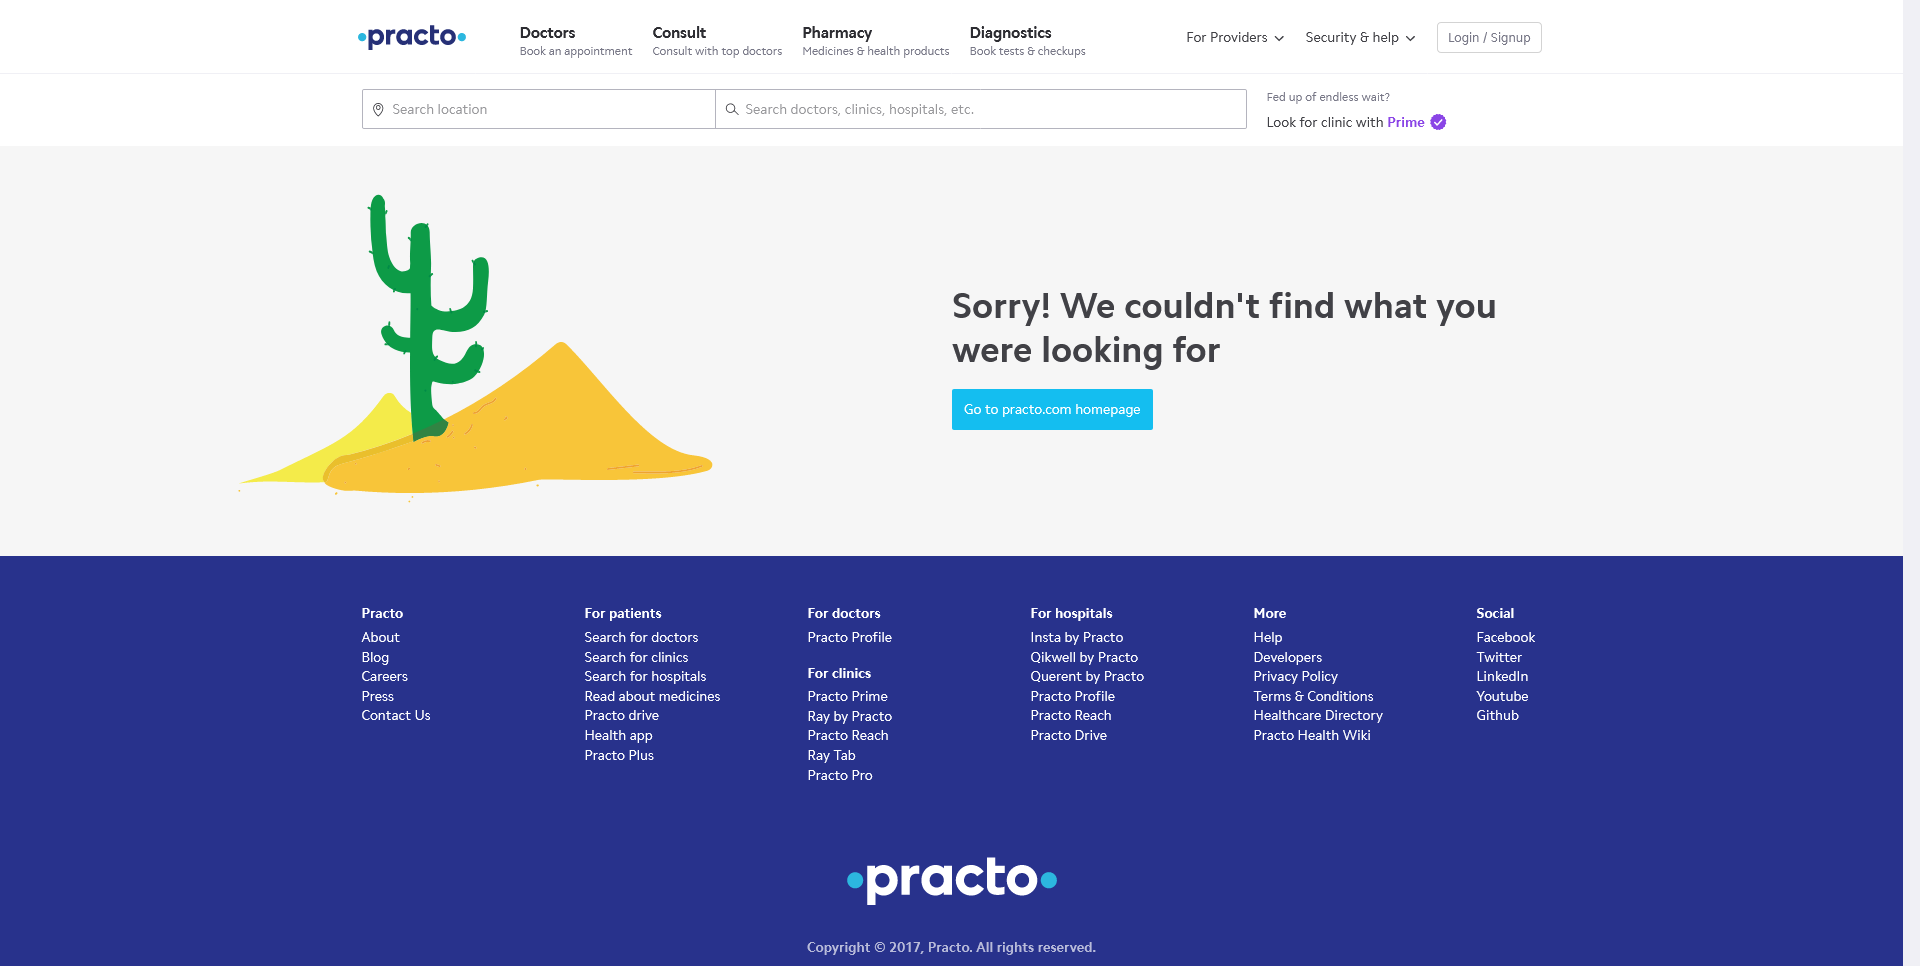 practo
Doctors
Book an appointment
Consult
Consult with top doctors
Pharmacy
Medicines & health products
Diagnostics
Book tests & checkups
For Providers
Security & help
Login / Signup
Search location
Search doctors, clinics, hospitals, etc.
Fed up of endless wait?
Look for clinic with Prime
Sorry! We couldn't find what you
were looking for
Go to practo.com homepage
Practo
About
Blog
Careers
Press
Contact Us
For patients
Search for doctors
Search for clinics
Search for hospitals
Read about medicines
Practo drive
Health app
Practo Plus
For doctors
Practo Profile
For clinics
Practo Prime
Ray by Practo
Practo Reach
Ray Tab
Practo Pro
For hospitals
Insta by Practo
Qikwell by Practo
Querent by Practo
Practo Profile
Practo Reach
Practo Drive
More
Help
Developers
Privacy Policy
Terms & Conditions
Healthcare Directory
Practo Health Wiki
Social
Facebook
Twitter
LinkedIn
Youtube
Github
practo
Copyright © 2017, Practo. All rights reserved.